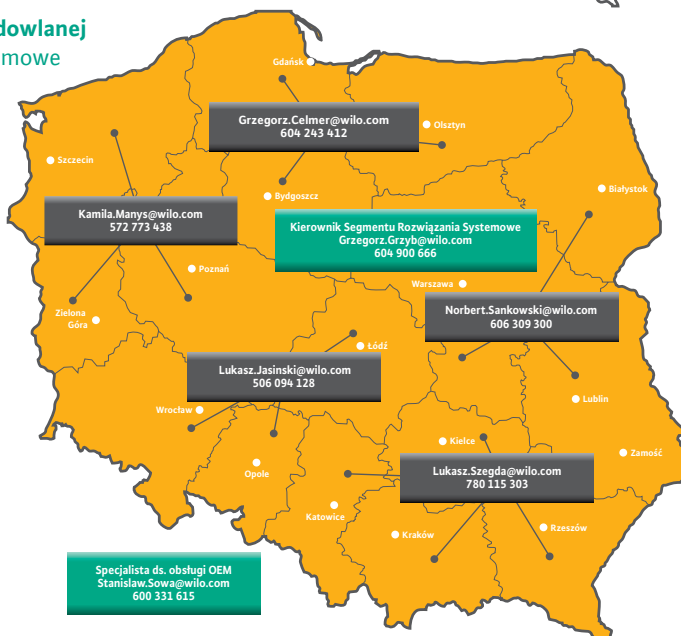 Gdańsk
Grzegorz.Celmer@wilo.com
604 243 412
Olsztyn
Szczecin
Białystok
Bydgoszcz
Kamila.Manys@wilo.com
572 773 438
Kierownik Segmentu Rozwiązania Systemowe
Grzegorz.Grzyb@wilo.com
604 900 666
Poznań
Warszawa
Zielona
Góra
Norbert.Sankowski@wilo.com
606 309 300
Łódź
Lukasz.Jasinski@wilo.com
506 094 128
Wrocław
Lublin
Kielce
Zamość
Opole
Lukasz.Szegda@wilo.com
780 115 303
Katowice
Kraków
Rzeszów
Specjalista ds. obsługi OEM
Stanislaw.Sowa@wilo.com
600 331 615